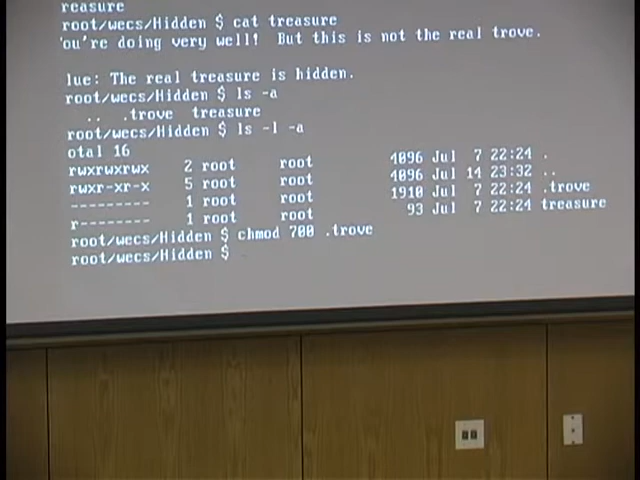 reasure
root/wecs/Hidden $ cat treasure
'ou're doing very well!  But this is not the real trove.
lue: The real treasure is hidden.
root/wecs/Hidden $ ls -a
..  .trove  treasure
root/wecs/Hidden $ ls -l -a
otal 16
rwxrwxrwx 2 root root 4096 Jul 7 22:24 .
rwxr-xr-x 5 root root 4096 Jul 14 23:32 ..
--------- 1 root root 1910 Jul 7 22:24 .trove
r-------- 1 root root 93 Jul 7 22:24 treasure
root/wecs/Hidden $ chmod 700 .trove
root/wecs/Hidden $